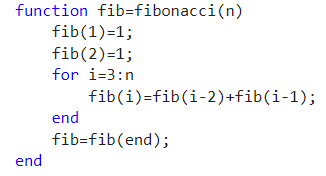 function fib=fibonacci(n)
    fib(1)=1;
    fib(2)=1;
    for i=3:n
        fib(i)=fib(i-2)+fib(i-1);
    end
    fib=fib(end);
end